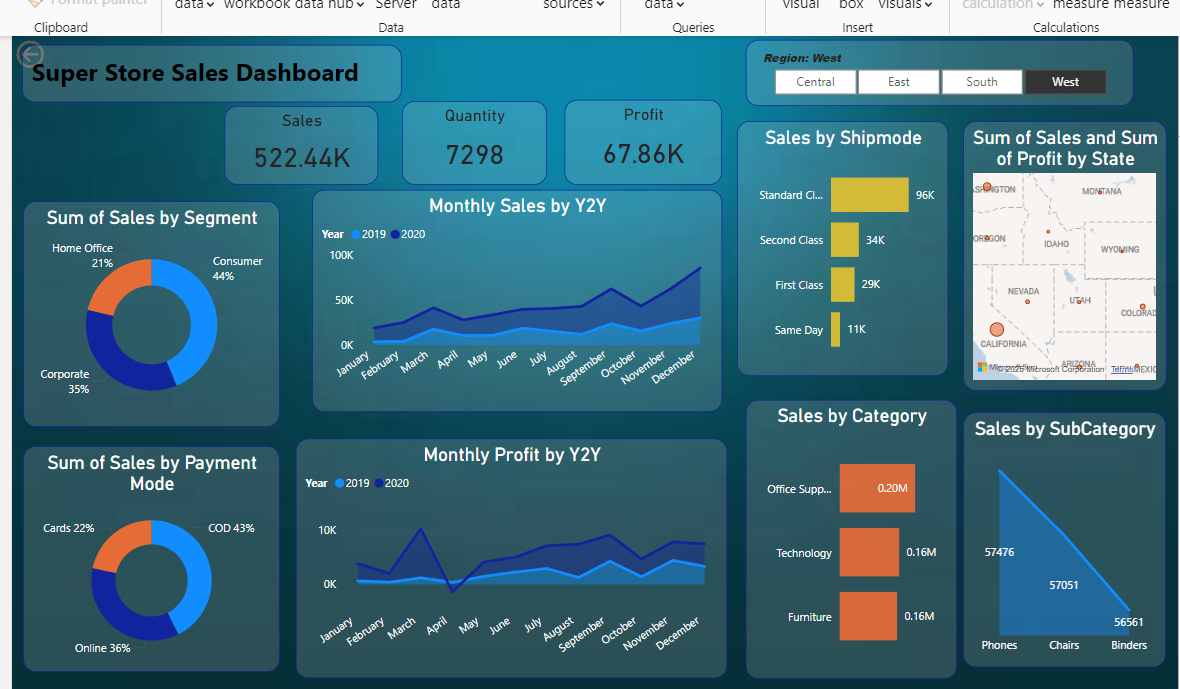 Format painter
data workbook data hub Server data sources data visual box visuals calculation measure measure
Clipboard Data Queries Insert Calculations
Super Store Sales Dashboard
Region: West
Central East South West
Sales
522.44K
Quantity
7298
Profit
67.86K
Sales by Shipmode
Standard Cl... 96K
Second Class 34K
First Class 29K
Same Day 11K
Sum of Sales and Sum
of Profit by State
MONTANA
IDAHO
WYOMING
NEVADA
UTAH
CALIFORNIA
ARIZONA
© 2025 Microsoft Corporation Terms
Sum of Sales by Segment
Home Office
21%
Consumer
44%
Corporate
35%
Monthly Sales by Y2Y
Year 2019 2020
100K
50K
0K
January February March April May June July August September October November December
Sum of Sales by Payment
Mode
Cards 22%
COD 43%
Online 36%
Monthly Profit by Y2Y
Year 2019 2020
10K
0K
January February March April May June July August September October November December
Sales by Category
Office Supp... 0.20M
Technology 0.16M
Furniture 0.16M
Sales by SubCategory
57476
57051
56561
Phones Chairs Binders